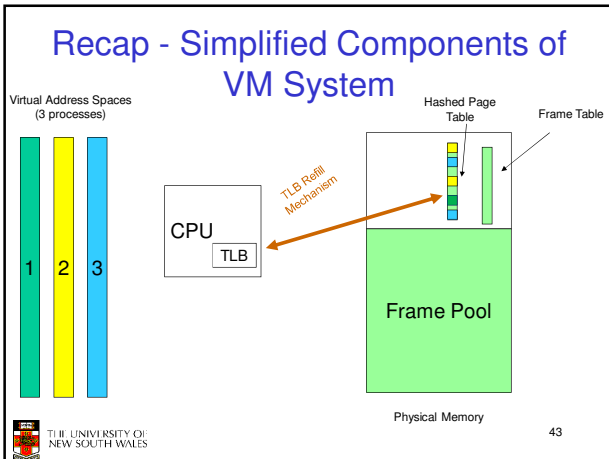 Recap - Simplified Components of
VM System
Virtual Address Spaces
(3 processes)
Hashed Page
Table
Frame Table
TLB Refill
Mechanism
CPU
TLB
1
2
3
Frame Pool
Physical Memory
THE UNIVERSITY OF
NEW SOUTH WALES
43